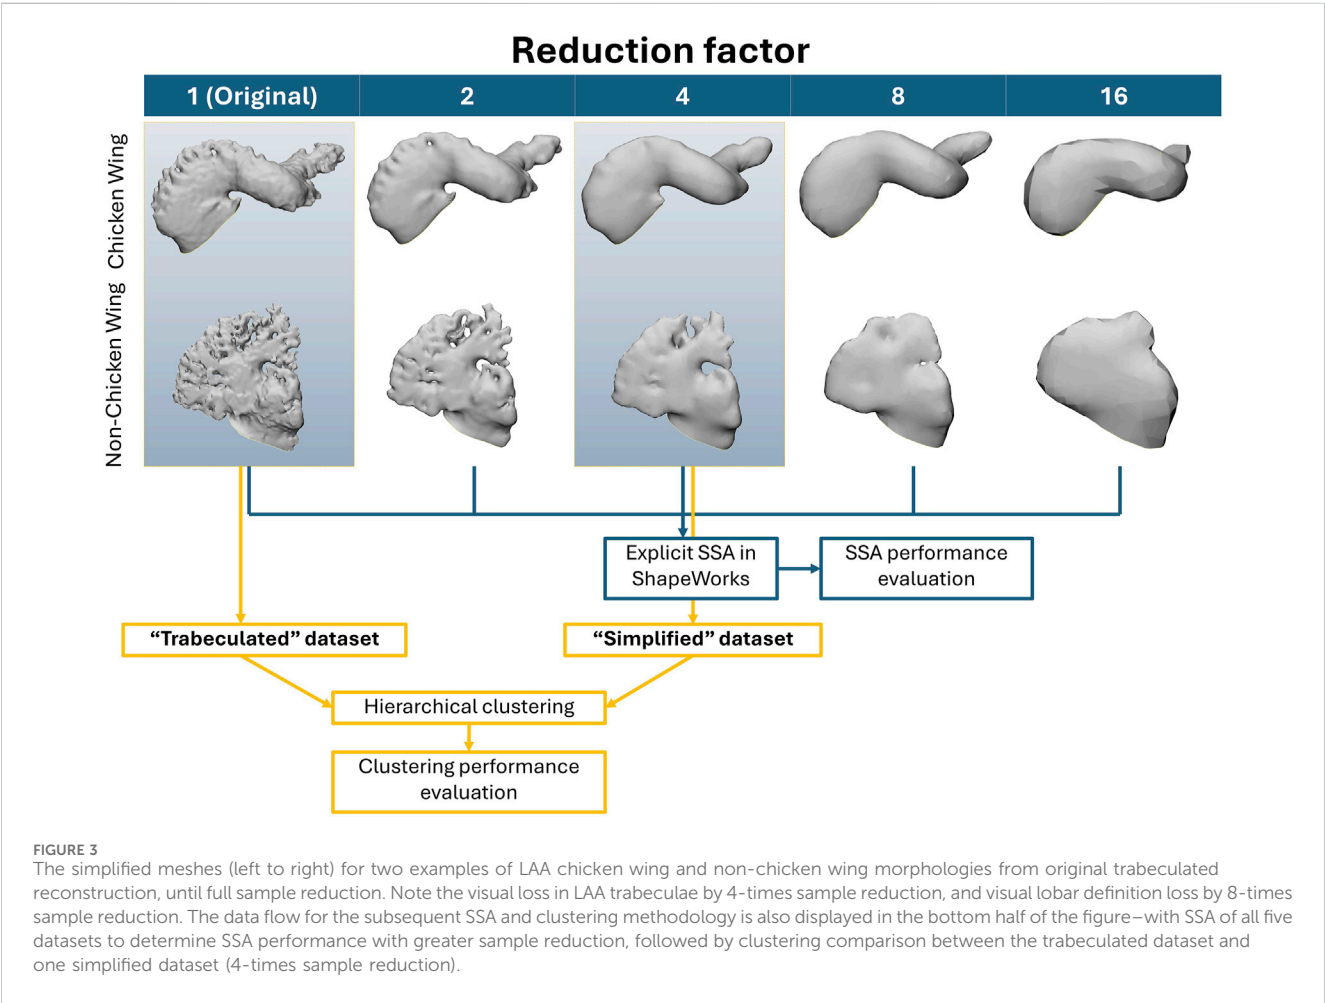 Reduction factor
1 (Original)
2
4
8
16
Chicken Wing
Non-Chicken Wing
Explicit SSA in
ShapeWorks
SSA performance
evaluation
“Trabeculated” dataset
“Simplified” dataset
Hierarchical clustering
Clustering performance
evaluation
FIGURE 3
The simplified meshes (left to right) for two examples of LAA chicken wing and non-chicken wing morphologies from original trabeculated
reconstruction, until full sample reduction. Note the visual loss in LAA trabeculae by 4-times sample reduction, and visual lobar definition loss by 8-times
sample reduction. The data flow for the subsequent SSA and clustering methodology is also displayed in the bottom half of the figure–with SSA of all five
datasets to determine SSA performance with greater sample reduction, followed by clustering comparison between the trabeculated dataset and
one simplified dataset (4-times sample reduction).